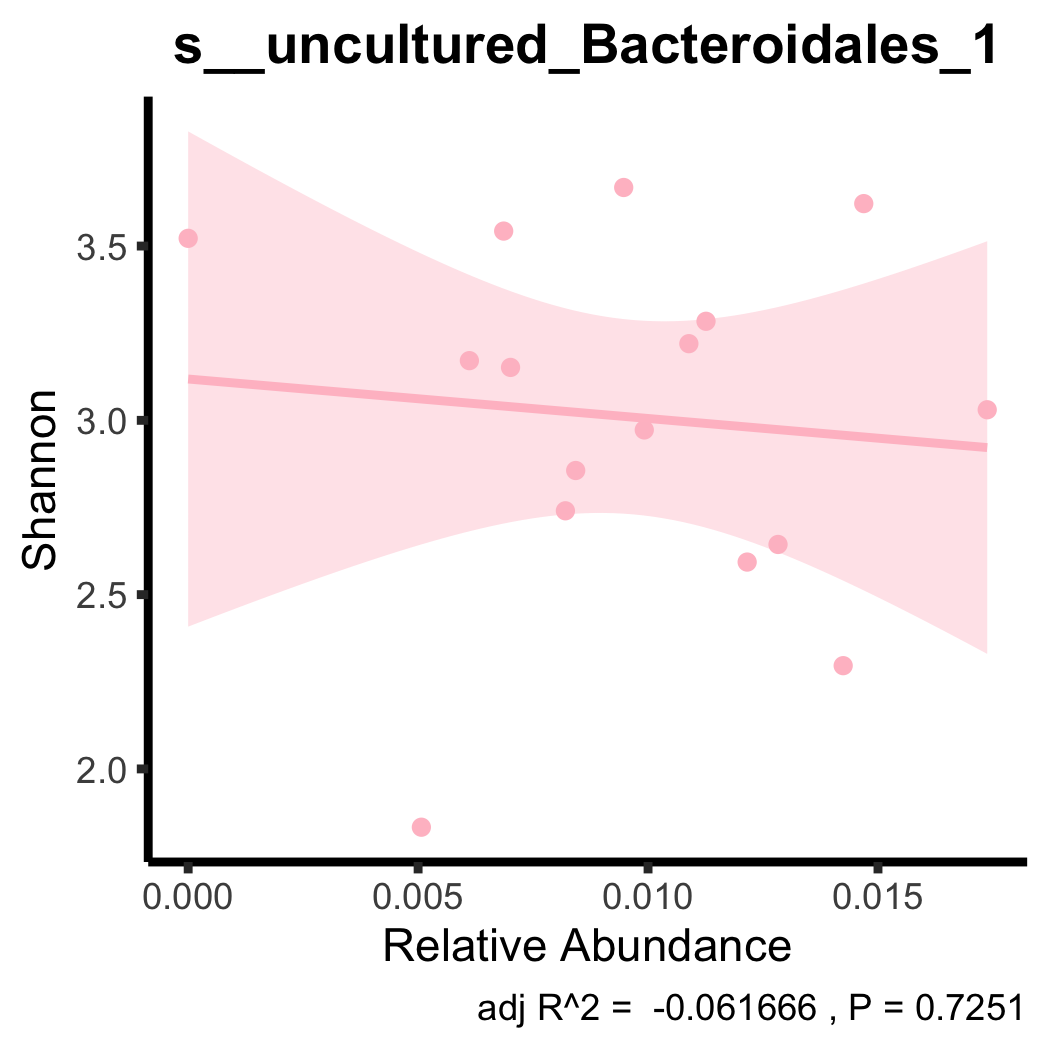 s__uncultured_Bacteroidales_1
Shannon
3.5
3.0
2.5
2.0
0.000 0.005 0.010 0.015
Relative Abundance
adj R^2 =  -0.061666 , P = 0.7251